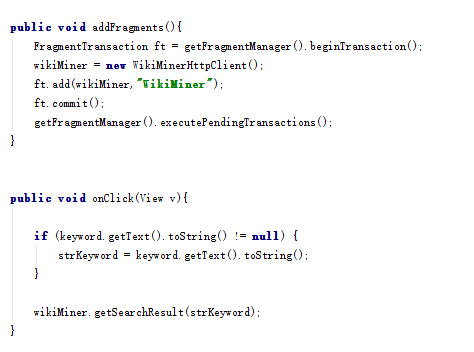 public void addFragments(){
FragmentTransaction ft = getFragmentManager().beginTransaction();
wikiMiner = new WikiMinerHttpClient();
ft.add(wikiMiner,"WikiMiner");
ft.commit();
getFragmentManager().executePendingTransactions();
}
public void onClick(View v){
if (keyword.getText().toString() != null) {
strKeyword = keyword.getText().toString();
}
wikiMiner.getSearchResult(strKeyword);
}